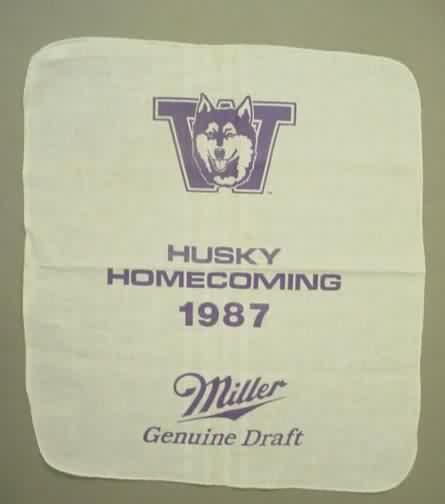 W
HUSKY
HOMECOMING
1987
Miller
Genuine Draft